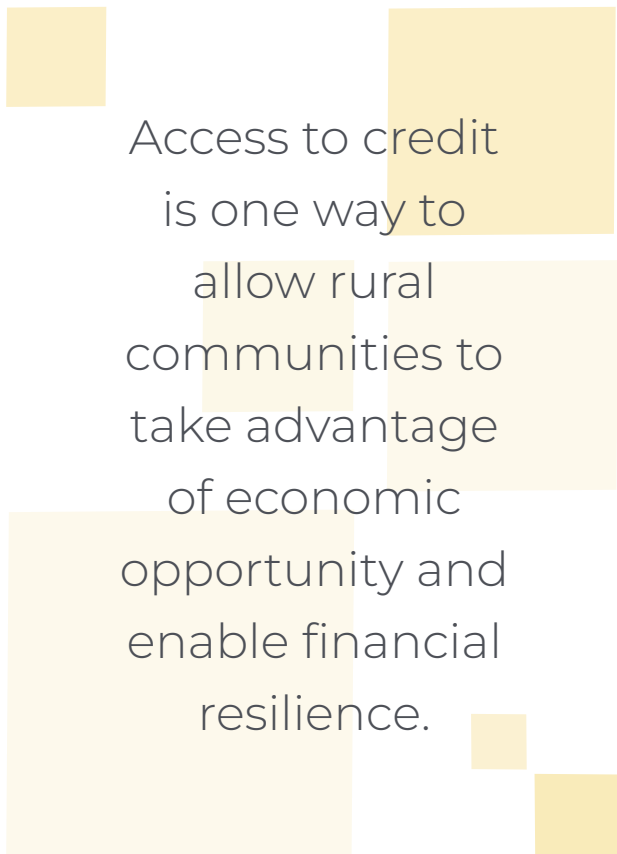 Access to credit
is one way to
allow rural
communities to
take advantage
of economic
opportunity and
enable financial
resilience.